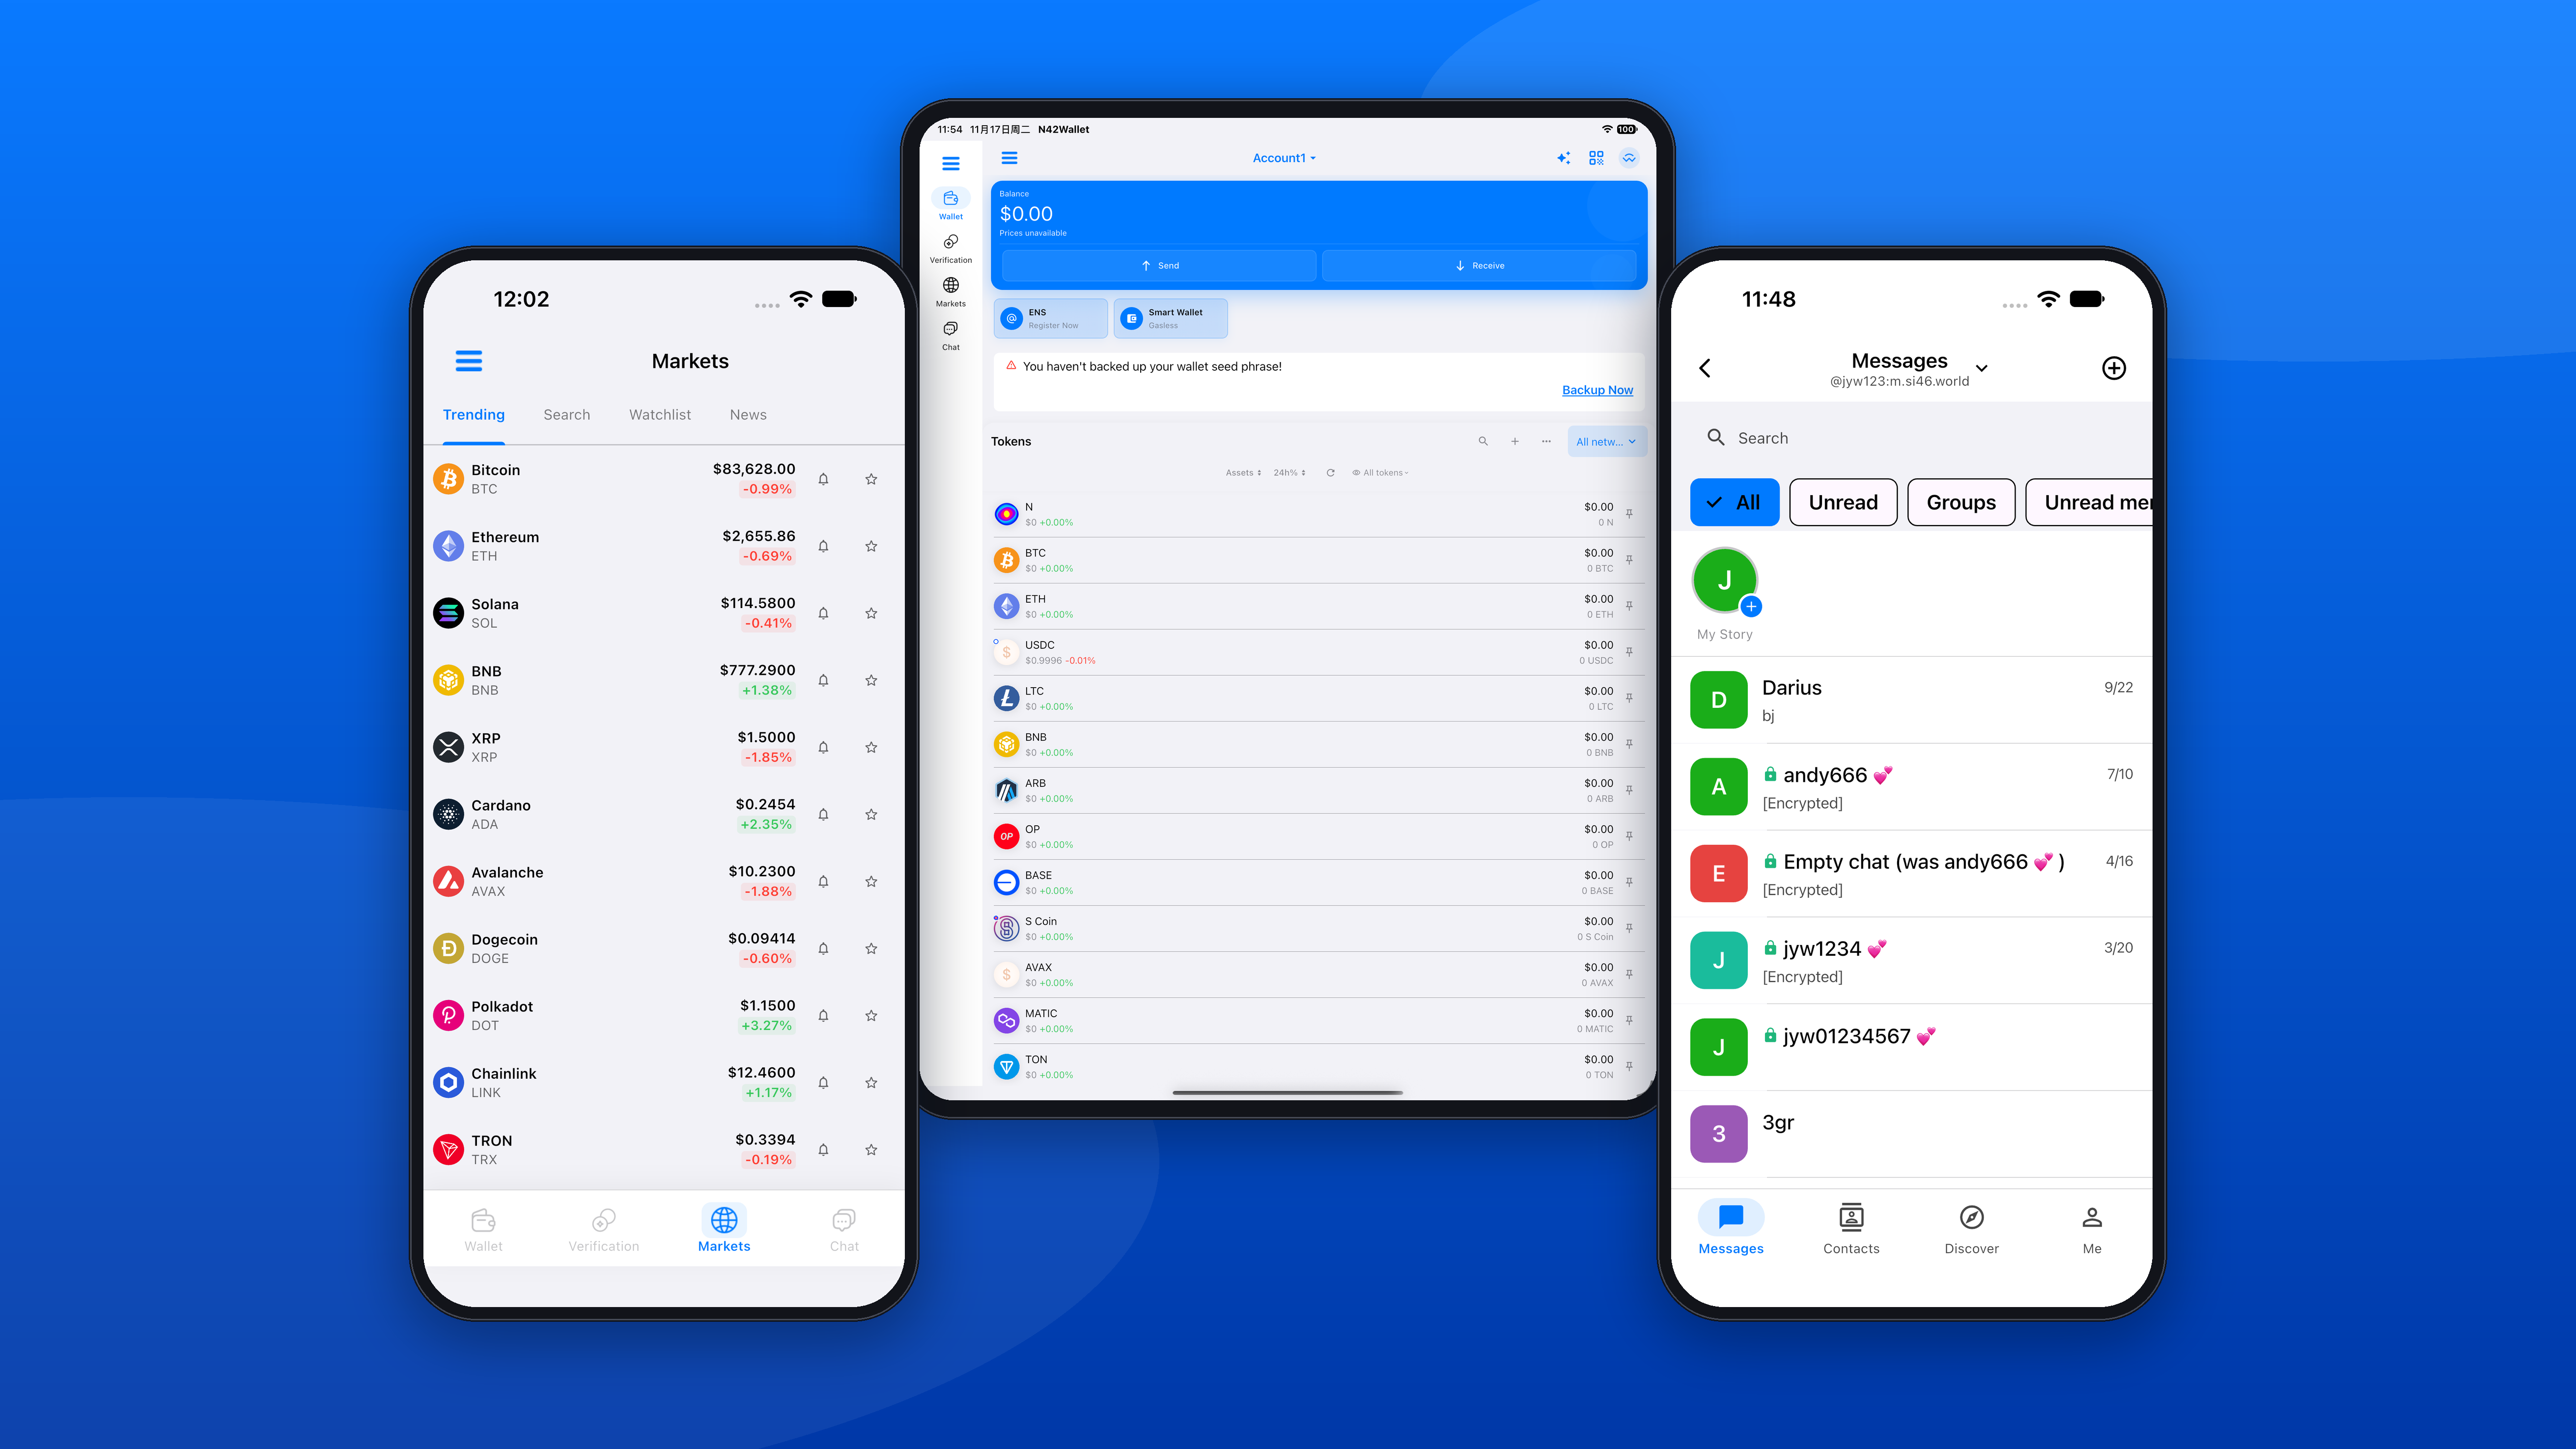 12:02
Markets
Trending Search Watchlist News
Bitcoin $83,628.00
BTC -0.99%
Ethereum $2,655.86
ETH -0.69%
Solana $114.5800
SOL -0.41%
BNB $777.2900
BNB +1.38%
XRP $1.5000
XRP -1.85%
Cardano $0.2454
ADA +2.35%
Avalanche $10.2300
AVAX -1.88%
Dogecoin $0.09414
DOGE -0.60%
Polkadot $1.1500
DOT +3.27%
Chainlink $12.4600
LINK +1.17%
TRON $0.3394
TRX -0.19%
Wallet Verification Markets Chat
11:54 11月17日周二 N42Wallet 100
Wallet
Verification
Markets
Chat
Account1
Balance
$0.00
Prices unavailable
Send Receive
ENS
Register Now
Smart Wallet
Gasless
You haven't backed up your wallet seed phrase!
Backup Now
Tokens All netw...
Assets 24h% All tokens
N $0.00
$0 +0.00% 0 N
BTC $0.00
$0 +0.00% 0 BTC
ETH $0.00
$0 +0.00% 0 ETH
USDC $0.00
$0.9996 -0.01% 0 USDC
LTC $0.00
$0 +0.00% 0 LTC
BNB $0.00
$0 +0.00% 0 BNB
ARB $0.00
$0 +0.00% 0 ARB
OP OP $0.00
$0 +0.00% 0 OP
BASE $0.00
$0 +0.00% 0 BASE
S Coin $0.00
$0 +0.00% 0 S Coin
$ AVAX $0.00
$0 +0.00% 0 AVAX
MATIC $0.00
$0 +0.00% 0 MATIC
TON $0.00
$0 +0.00% 0 TON
11:48
Messages
@jyw123:m.si46.world
Search
All Unread Groups Unread mer
J
My Story
D Darius 9/22
bj
A andy666 💕 7/10
[Encrypted]
E Empty chat (was andy666 💕 ) 4/16
[Encrypted]
J jyw1234 💕 3/20
[Encrypted]
J jyw01234567 💕
3 3gr
Messages Contacts Discover Me